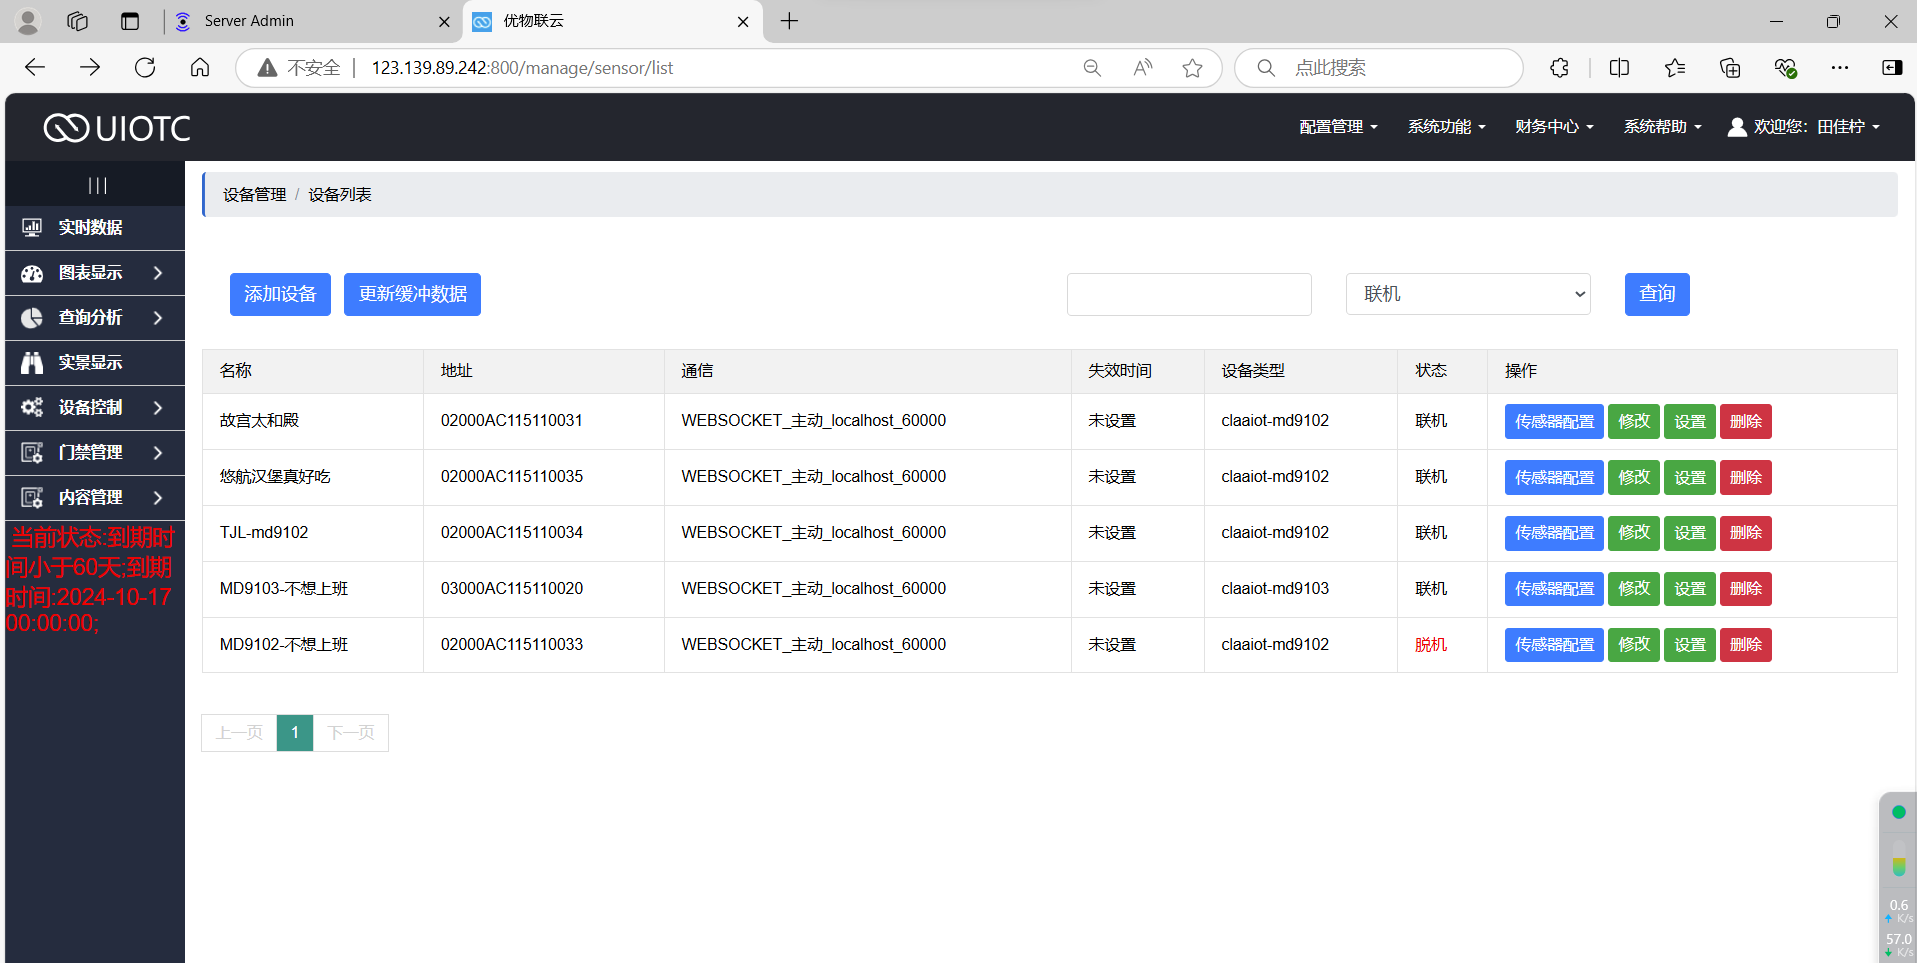 Server Admin
优物联云
不安全
123.139.89.242:800/manage/sensor/list
点此搜索
UIOTC
配置管理
系统功能
财务中心
系统帮助
欢迎您：田佳柠
实时数据
图表显示
查询分析
实景显示
设备控制
门禁管理
内容管理
当前状态:到期时
间小于60天;到期
时间:2024-10-17
00:00:00;
设备管理 / 设备列表
添加设备
更新缓冲数据
联机
查询
名称 地址 通信 失效时间 设备类型 状态 操作
故宫太和殿 02000AC115110031 WEBSOCKET_主动_localhost_60000 未设置 claaiot-md9102 联机 传感器配置 修改 设置 删除
悠航汉堡真好吃 02000AC115110035 WEBSOCKET_主动_localhost_60000 未设置 claaiot-md9102 联机 传感器配置 修改 设置 删除
TJL-md9102 02000AC115110034 WEBSOCKET_主动_localhost_60000 未设置 claaiot-md9102 联机 传感器配置 修改 设置 删除
MD9103-不想上班 03000AC115110020 WEBSOCKET_主动_localhost_60000 未设置 claaiot-md9103 联机 传感器配置 修改 设置 删除
MD9102-不想上班 02000AC115110033 WEBSOCKET_主动_localhost_60000 未设置 claaiot-md9102 脱机 传感器配置 修改 设置 删除
上一页 1 下一页
0.6
K/s
57.0
K/s